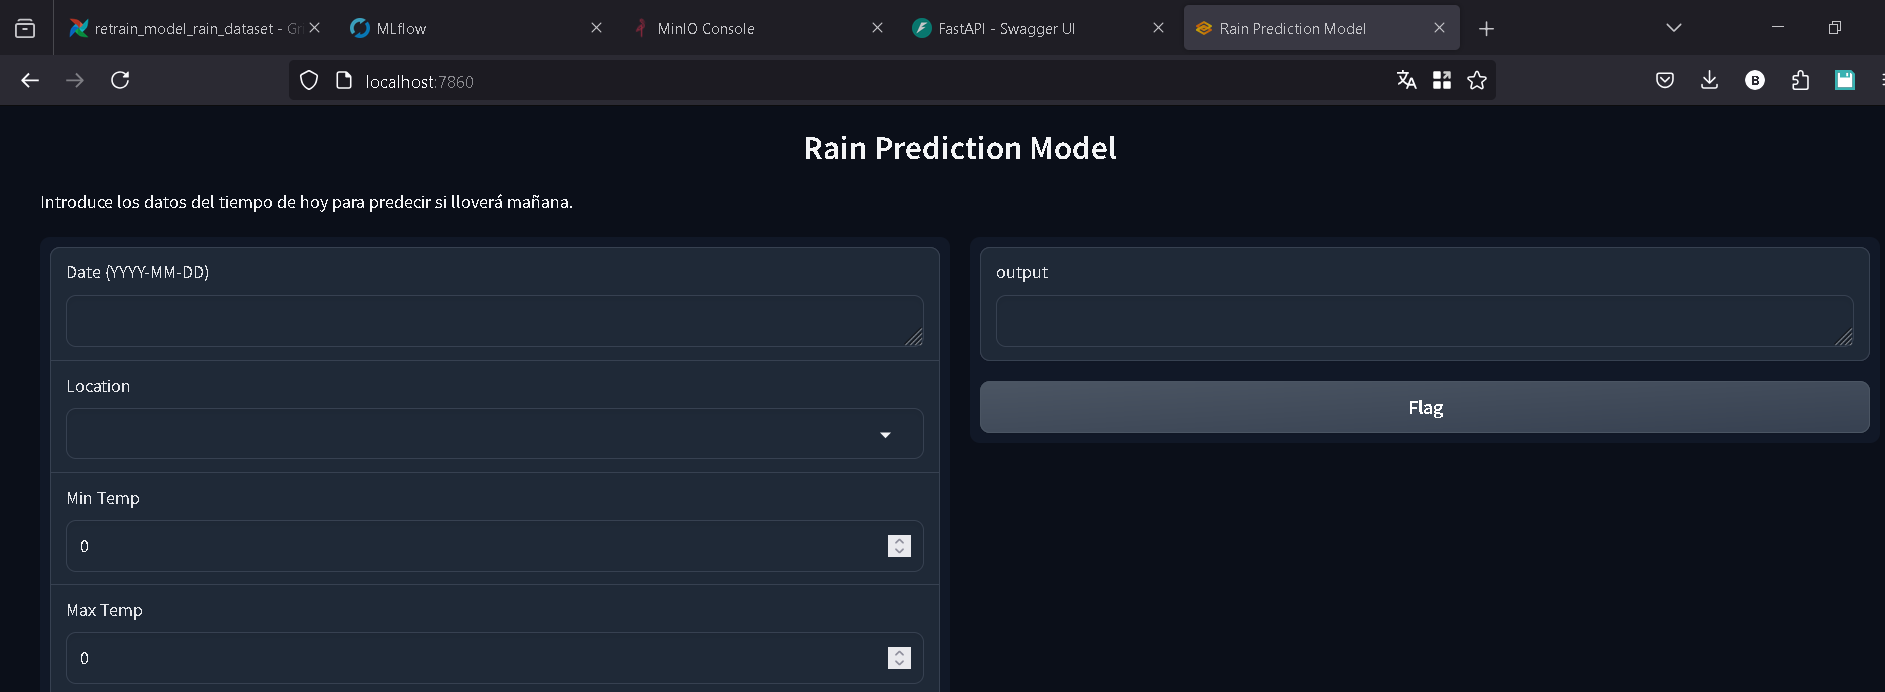 retrain_model_rain_dataset - Gri
MLflow
MinIO Console
FastAPI - Swagger UI
Rain Prediction Model
localhost:7860
B
Rain Prediction Model
Introduce los datos del tiempo de hoy para predecir si lloverá mañana.
Date (YYYY-MM-DD)
Location
Min Temp
0
Max Temp
0
output
Flag